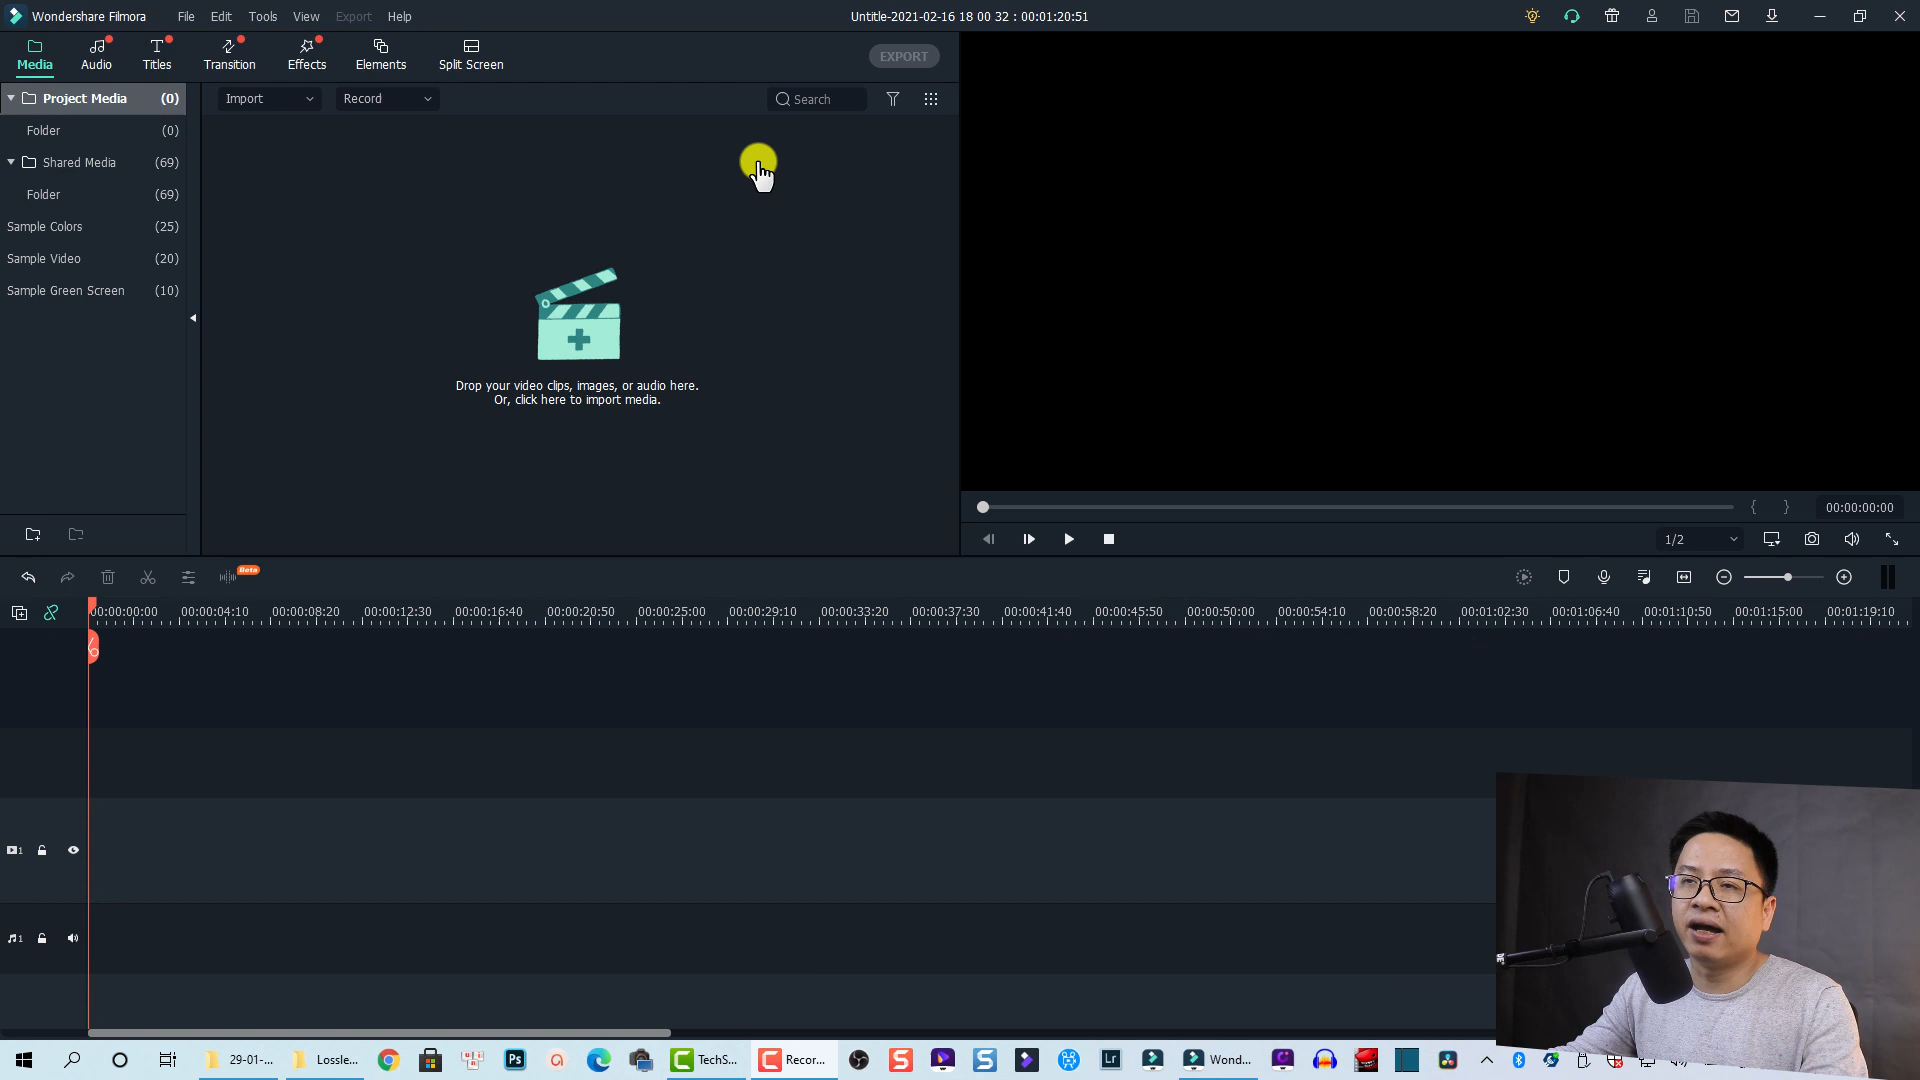 Wondershare Filmora File Edit Tools View Export Help Untitle-2021-02-16 18 00 32 : 00:01:20:51
Media Audio Titles Transition Effects Elements Split Screen EXPORT
Project Media (0)
Folder (0)
Shared Media (69)
Folder (69)
Sample Colors (25)
Sample Video (20)
Sample Green Screen (10)
Import Record Search
Drop your video clips, images, or audio here.
Or, click here to import media.
{ } 00:00:00:00
1/2
Beta
00:00:00:00 00:00:04:10 00:00:08:20 00:00:12:30 00:00:16:40 00:00:20:50 00:00:25:00 00:00:29:10 00:00:33:20 00:00:37:30 00:00:41:40 00:00:45:50 00:00:50:00 00:00:54:10 00:00:58:20 00:01:02:30 00:01:06:40 00:01:10:50 00:01:15:00 00:01:19:10
1
1
29-01-... Lossle... Ps TechS... Recor... Lr Wond...